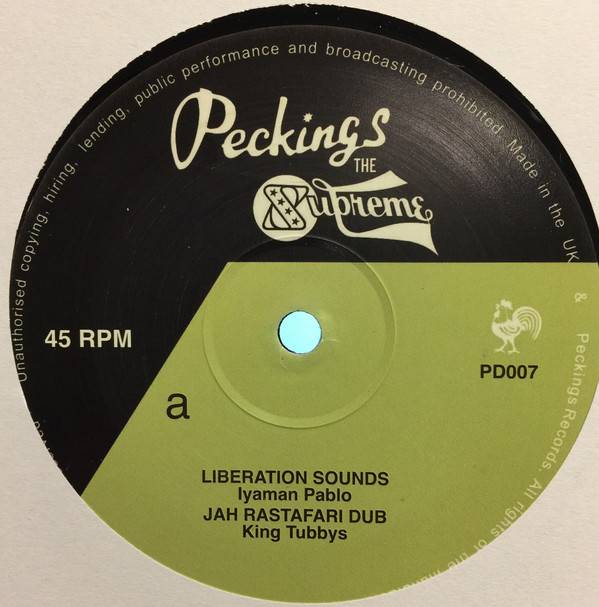 Unauthorised copying, hiring, lending, public performance and broadcasting prohibited. Made in the UK
& Peckings Records. All rights of the
Peckings
THE
Supreme
45 RPM
PD007
a
LIBERATION SOUNDS
Iyaman Pablo
JAH RASTAFARI DUB
King Tubbys